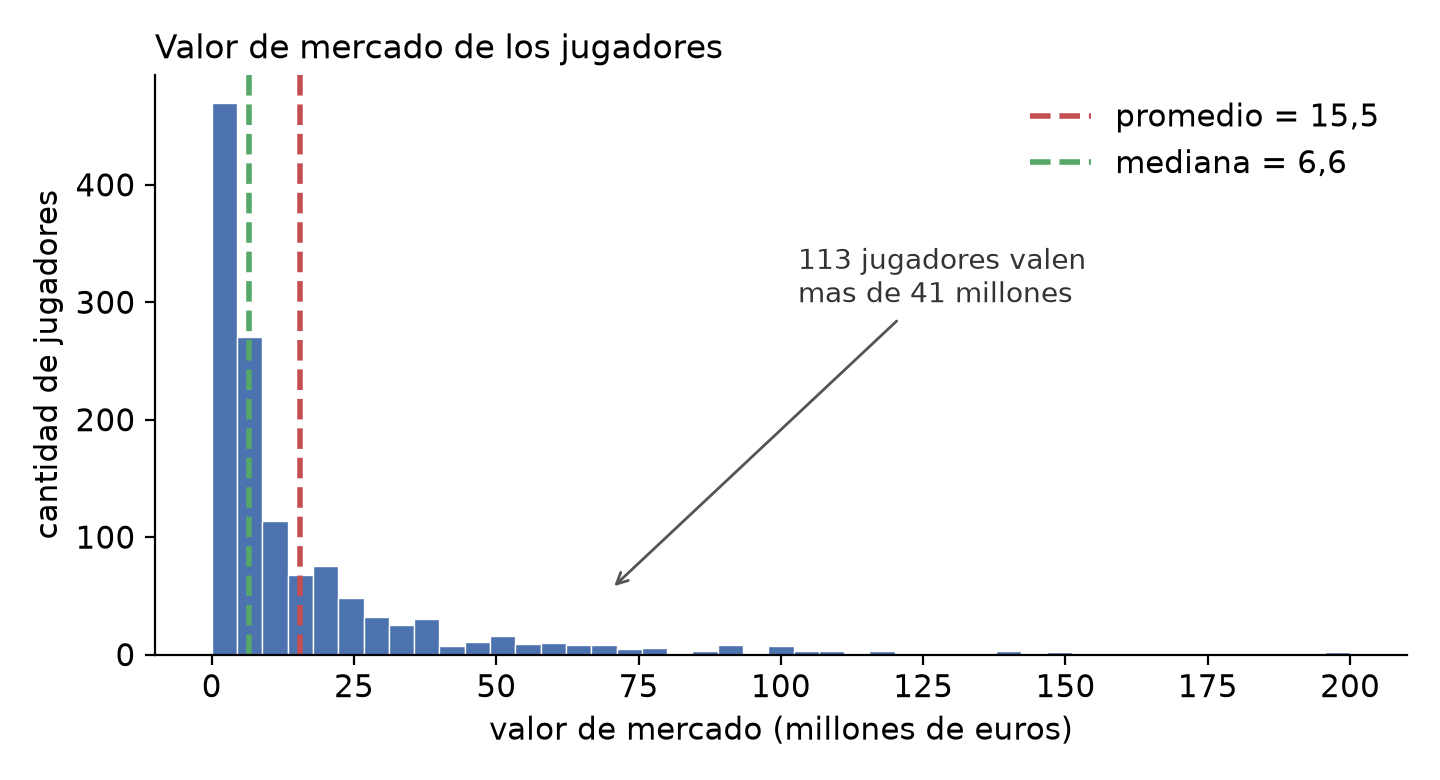 Valor de mercado de los jugadores
promedio = 15,5
mediana = 6,6
113 jugadores valen
mas de 41 millones
cantidad de jugadores
400
300
200
100
0
0 25 50 75 100 125 150 175 200
valor de mercado (millones de euros)